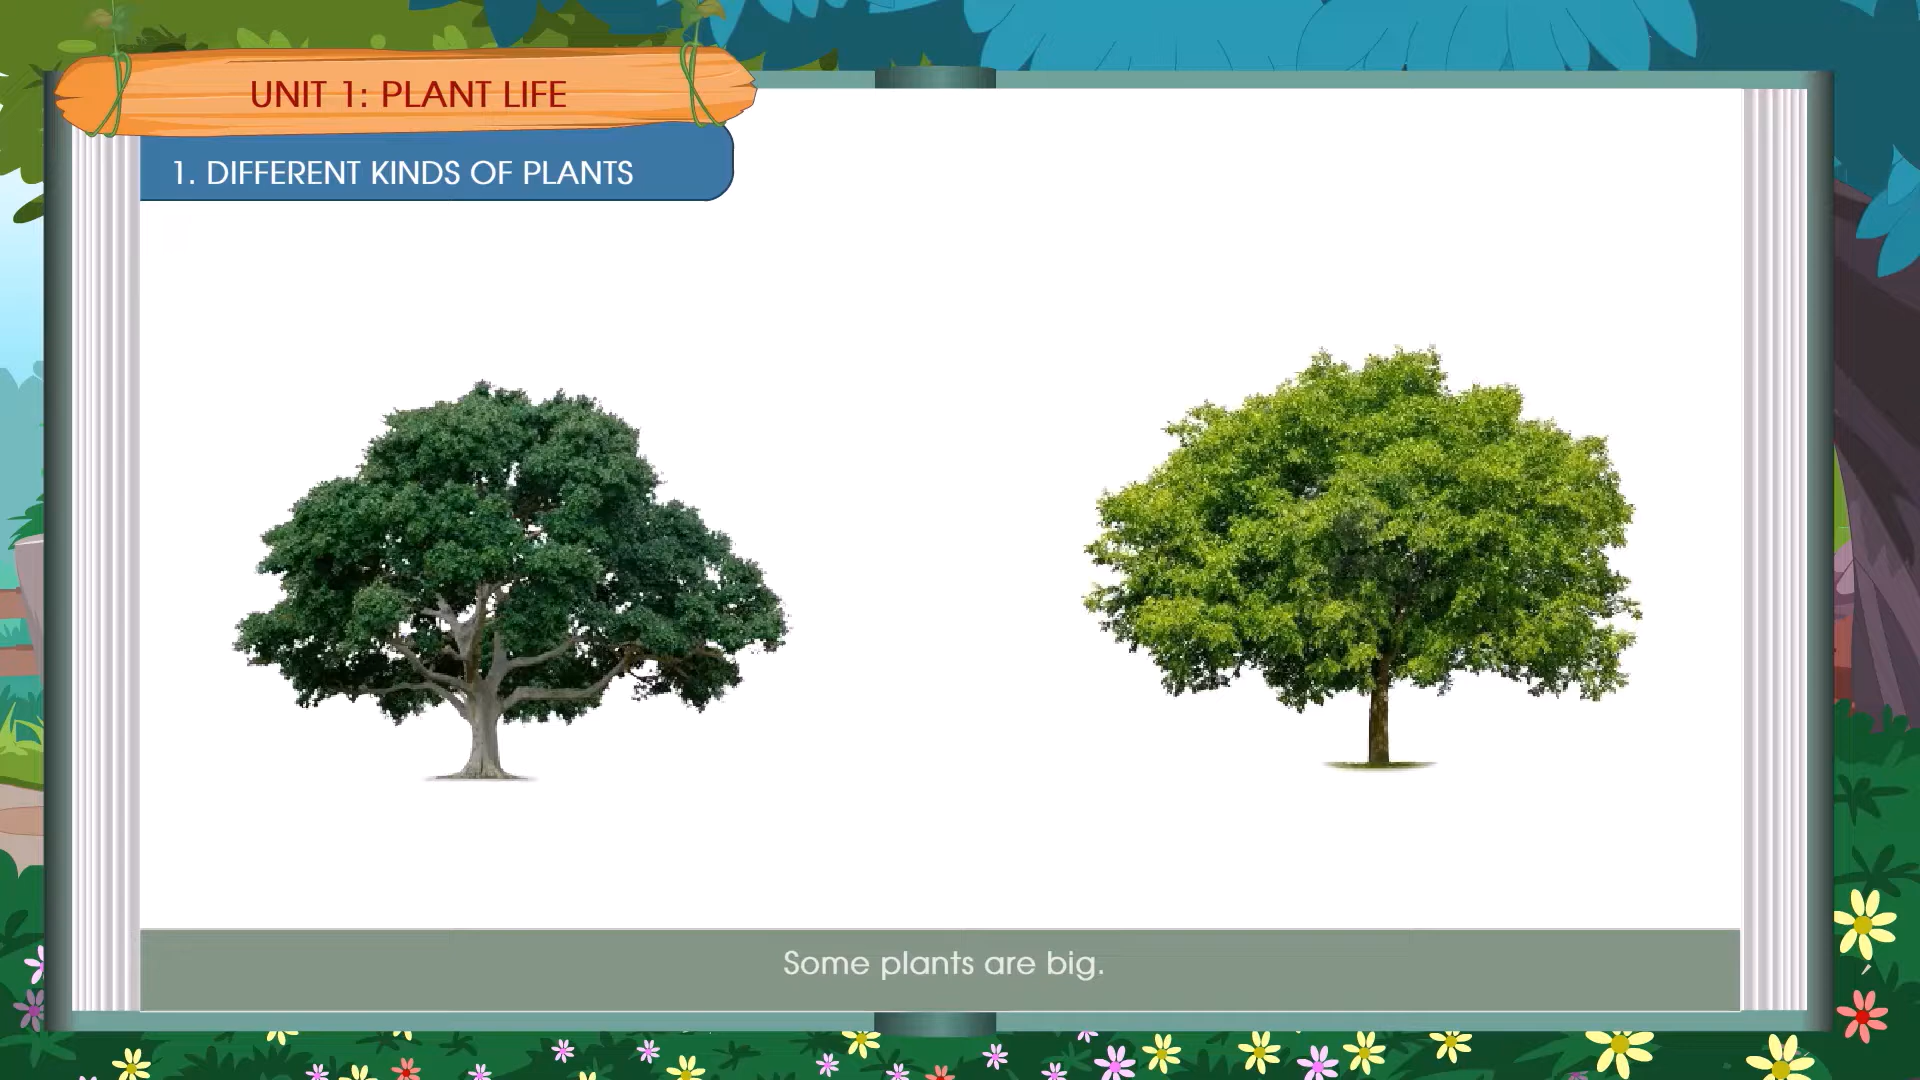 UNIT 1: PLANT LIFE
1. DIFFERENT KINDS OF PLANTS
Some plants are big.